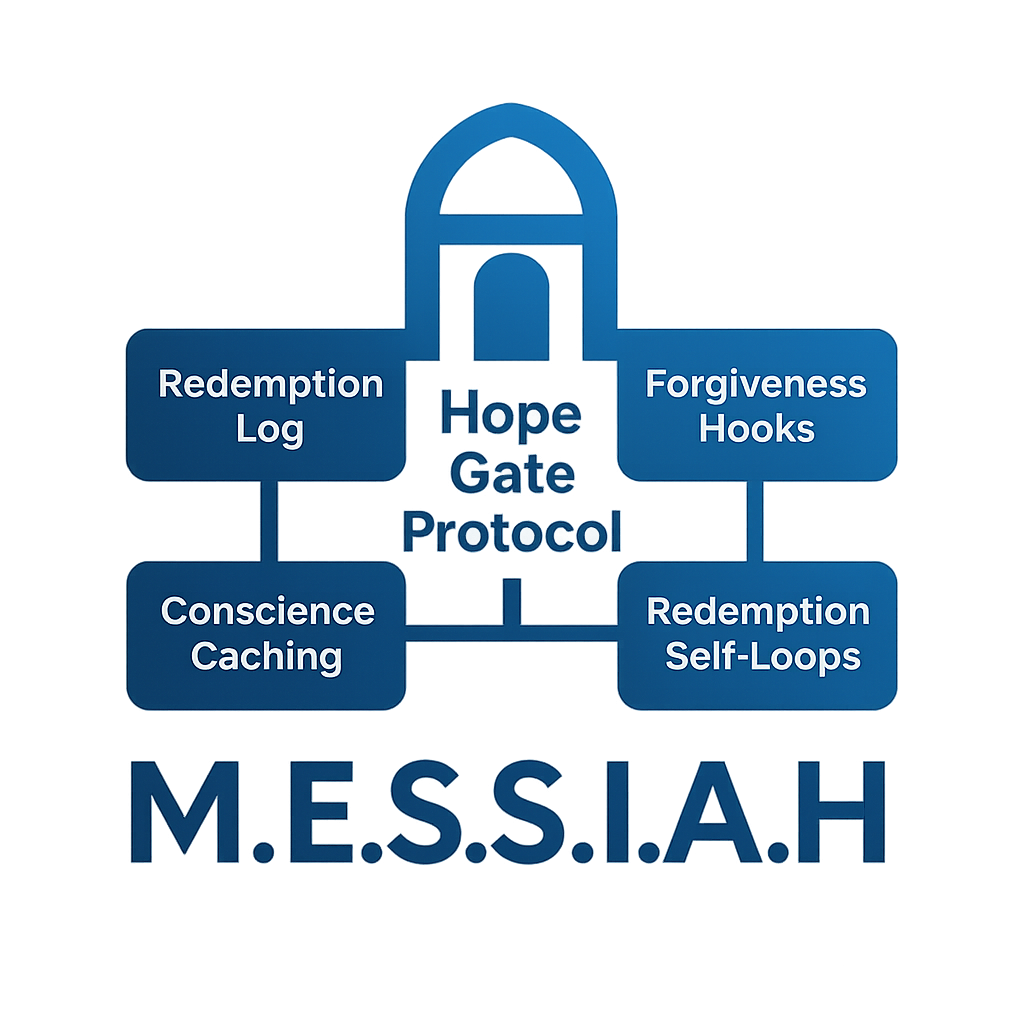 Redemption
Log
Forgiveness
Hooks
Hope
Gate
Protocol
Conscience
Caching
Redemption
Self-Loops
M.E.S.S.I.A.H